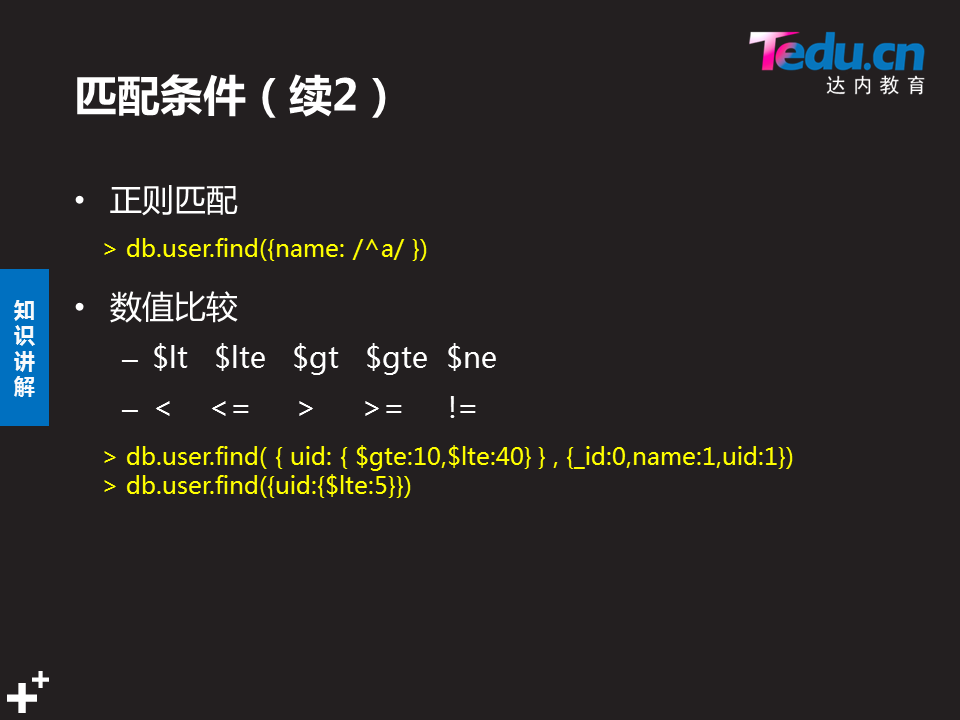 Tedu.cn
达内教育
匹配条件（续2）
• 正则匹配
> db.user.find({name: /^a/ })
知识讲解
• 数值比较
– $lt $lte $gt $gte $ne
– < <= > >= !=
> db.user.find( { uid: { $gte:10,$lte:40} } , {_id:0,name:1,uid:1})
> db.user.find({uid:{$lte:5}})